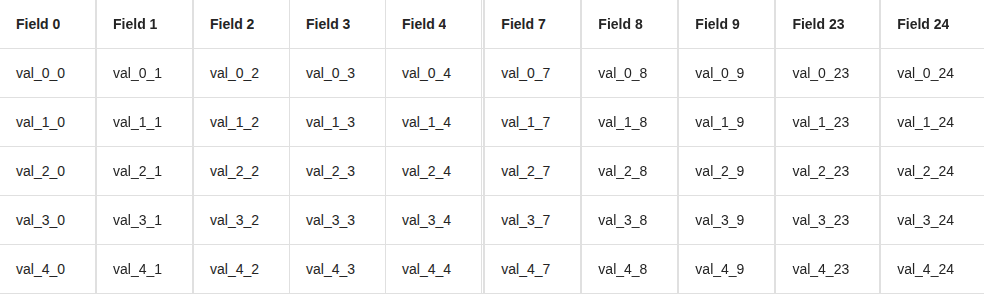 Field 0 Field 1 Field 2 Field 3 Field 4 Field 7 Field 8 Field 9 Field 23 Field 24
val_0_0 val_0_1 val_0_2 val_0_3 val_0_4 val_0_7 val_0_8 val_0_9 val_0_23 val_0_24
val_1_0 val_1_1 val_1_2 val_1_3 val_1_4 val_1_7 val_1_8 val_1_9 val_1_23 val_1_24
val_2_0 val_2_1 val_2_2 val_2_3 val_2_4 val_2_7 val_2_8 val_2_9 val_2_23 val_2_24
val_3_0 val_3_1 val_3_2 val_3_3 val_3_4 val_3_7 val_3_8 val_3_9 val_3_23 val_3_24
val_4_0 val_4_1 val_4_2 val_4_3 val_4_4 val_4_7 val_4_8 val_4_9 val_4_23 val_4_24